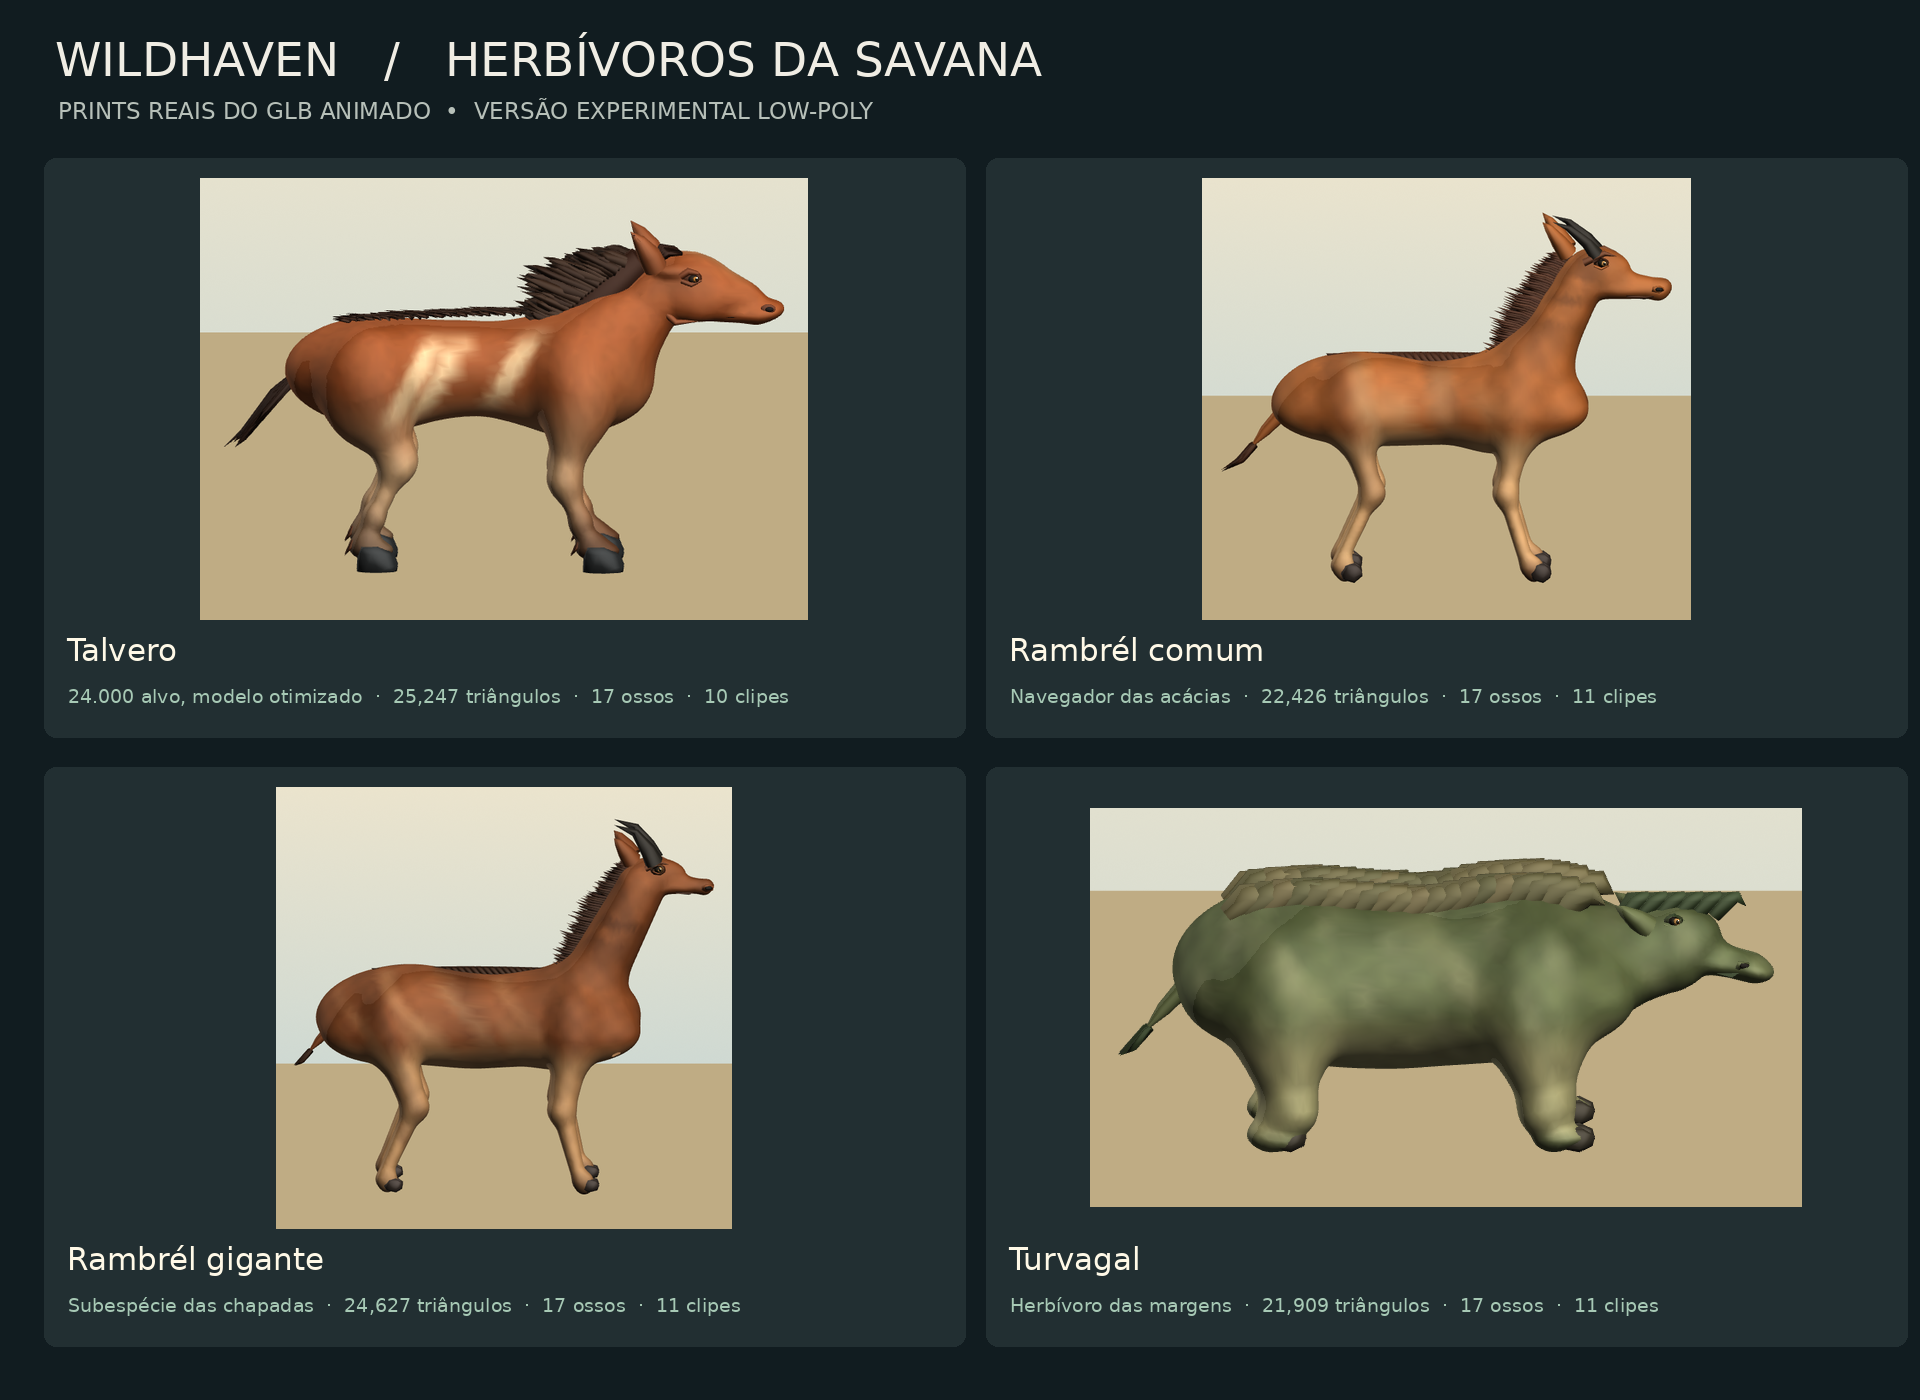 WILDHAVEN / HERBÍVOROS DA SAVANA
PRINTS REAIS DO GLB ANIMADO • VERSÃO EXPERIMENTAL LOW-POLY
Talvero
24.000 alvo, modelo otimizado · 25,247 triângulos · 17 ossos · 10 clipes
Rambrél comum
Navegador das acácias · 22,426 triângulos · 17 ossos · 11 clipes
Rambrél gigante
Subespécie das chapadas · 24,627 triângulos · 17 ossos · 11 clipes
Turvagal
Herbívoro das margens · 21,909 triângulos · 17 ossos · 11 clipes